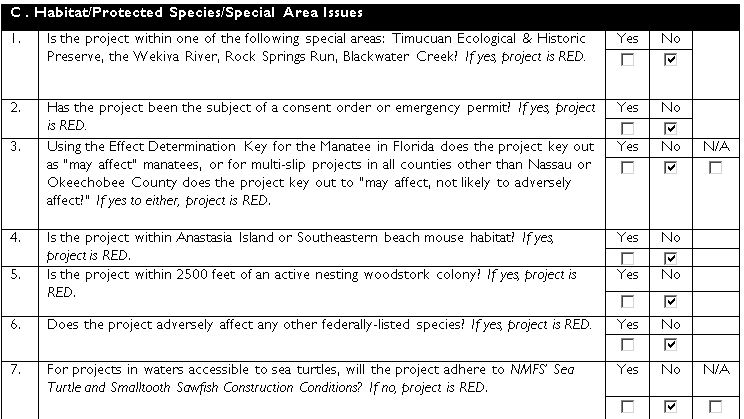 C. Habitat/Protected Species/Special Area Issues
1. Is the project within one of the following special areas: Timucuan Ecological & Historic Yes No
Preserve, the Wekiva River, Rock Springs Run, Blackwater Creek? If yes, project is RED.
2. Has the project been the subject of a consent order or emergency permit? If yes, project Yes No
is RED.
3. Using the Effect Determination Key for the Manatee in Florida does the project key out Yes No N/A
as "may affect" manatees, or for multi-slip projects in all counties other than Nassau or
Okeechobee County does the project key out to "may affect, not likely to adversely
affect?" If yes to either, project is RED.
4. Is the project within Anastasia Island or Southeastern beach mouse habitat? If yes, Yes No
project is RED.
5. Is the project within 2500 feet of an active nesting woodstork colony? If yes, project is Yes No
RED.
6. Does the project adversely affect any other federally-listed species? If yes, project is RED. Yes No
7. For projects in waters accessible to sea turtles, will the project adhere to NMFS' Sea Yes No N/A
Turtle and Smalltooth Sawfish Construction Conditions? If no, project is RED.